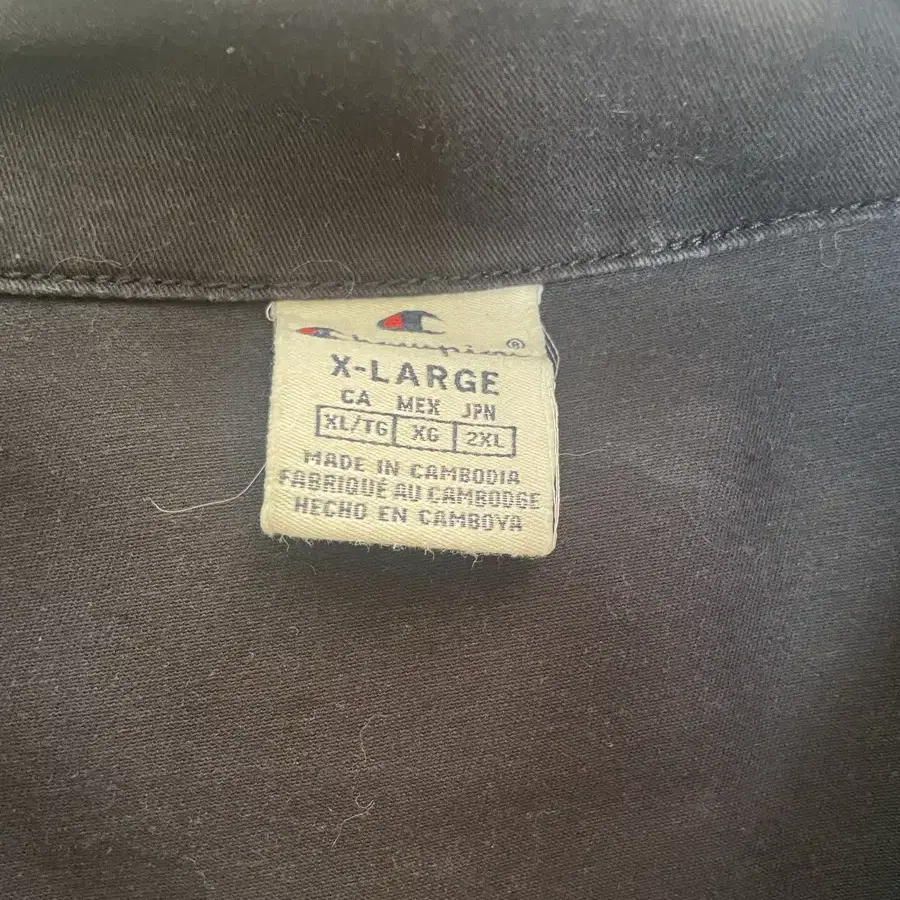 Champion®
X-LARGE
CA MEX JPN
XL/TG XG 2XL
MADE IN CAMBODIA
FABRIQUÉ AU CAMBODGE
HECHO EN CAMBOYA